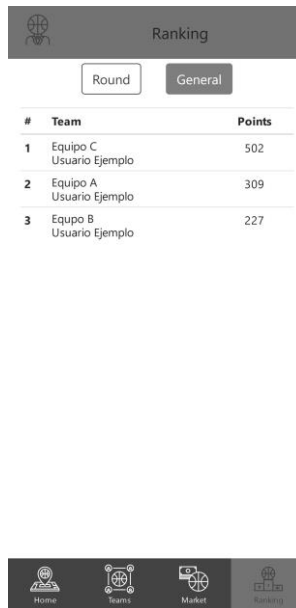 Ranking
Round General
# Team Points
1 Equipo C 502
Usuario Ejemplo
2 Equipo A 309
Usuario Ejemplo
3 Equpo B 227
Usuario Ejemplo
Home Teams Market Ranking